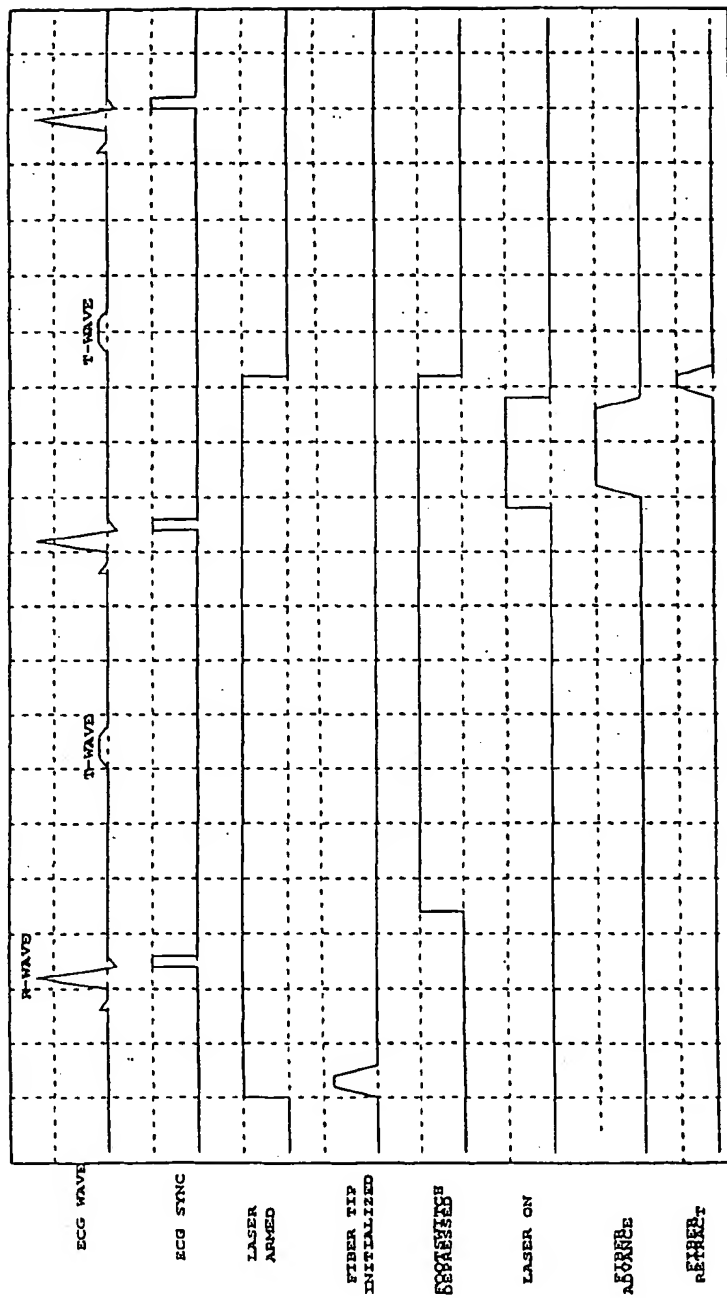 R-WAVE
T-WAVE
T-WAVE
ECG WAVE
ECG SYNC
LASER
ARMED
FIBER TIP
INITIALIZED
FOOTSWITCH
DEPRESSED
LASER ON
FIBER
ADVANCE
FIBER
RETRACT